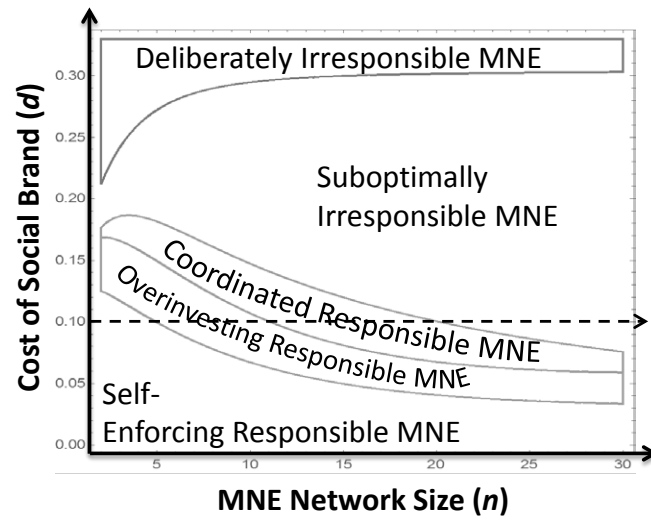 Deliberately Irresponsible MNE
0.30
0.25
Suboptimally
Irresponsible MNE
0.20
0.15
Coordinated Responsible MNE
Overinvesting Responsible MNE
0.10
0.05
Self-
Enforcing Responsible MNE
0.00
5
10
15
20
25
30
MNE Network Size (n)
Cost of Social Brand (d)